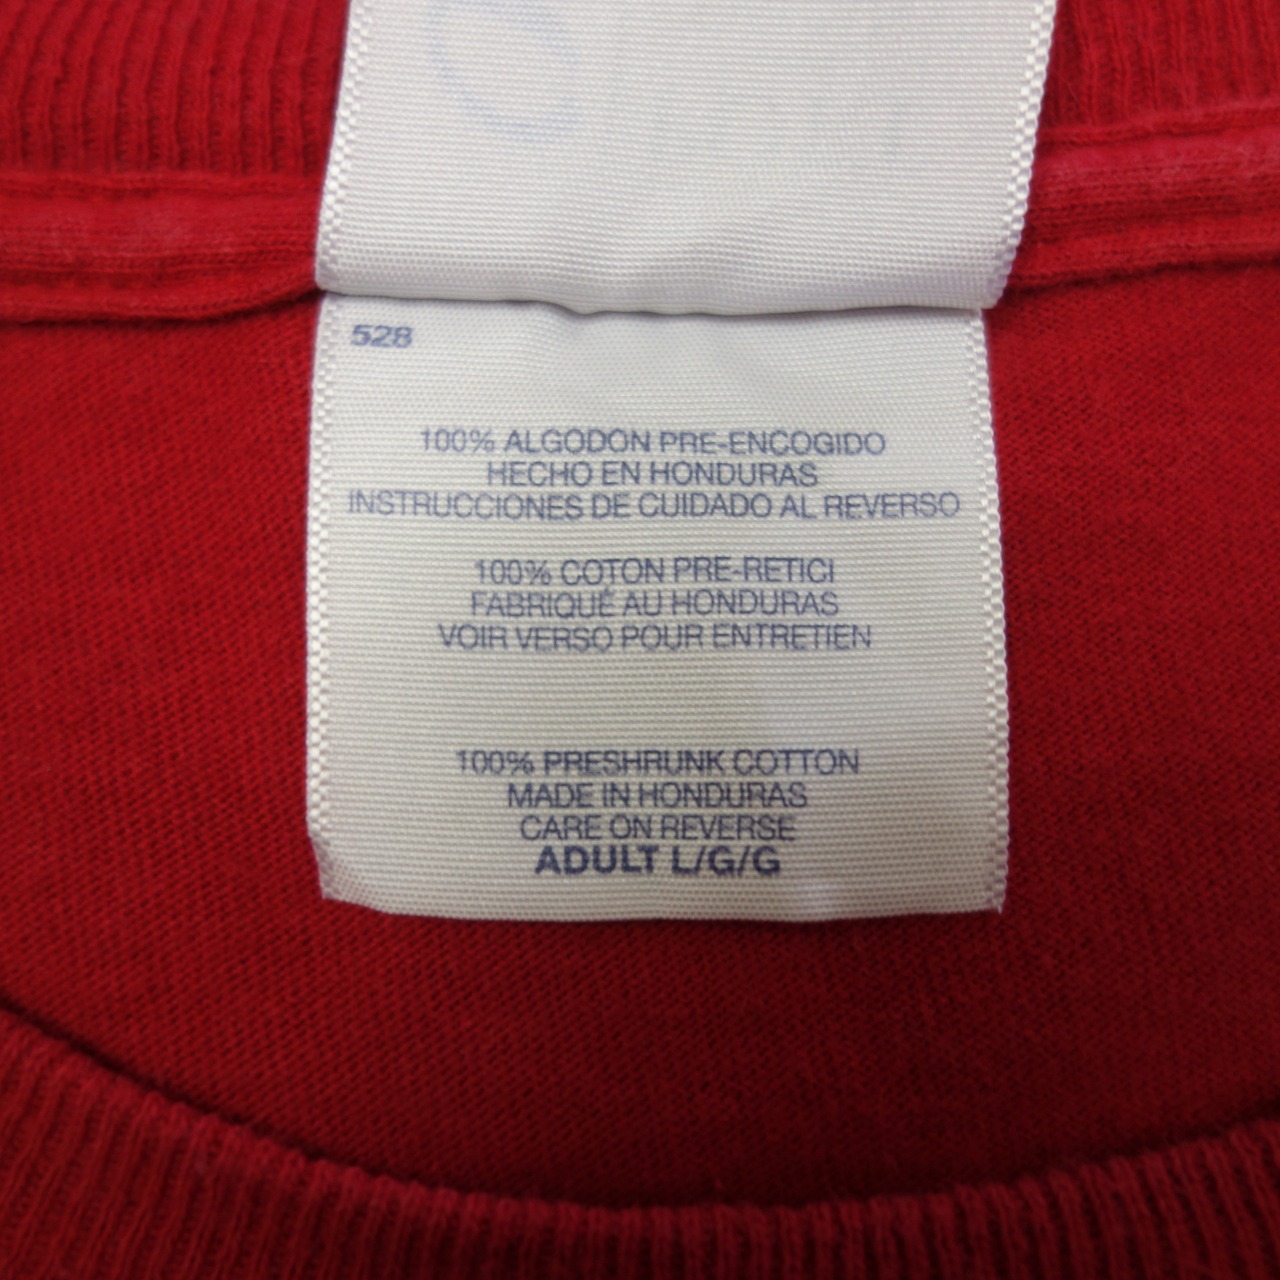 528
100% ALGODON PRE-ENCOGIDO
HECHO EN HONDURAS
INSTRUCCIONES DE CUIDADO AL REVERSO
100% COTON PRE-RETICI
FABRIQUÉ AU HONDURAS
VOIR VERSO POUR ENTRETIEN
100% PRESHRUNK COTTON
MADE IN HONDURAS
CARE ON REVERSE
ADULT L/G/G